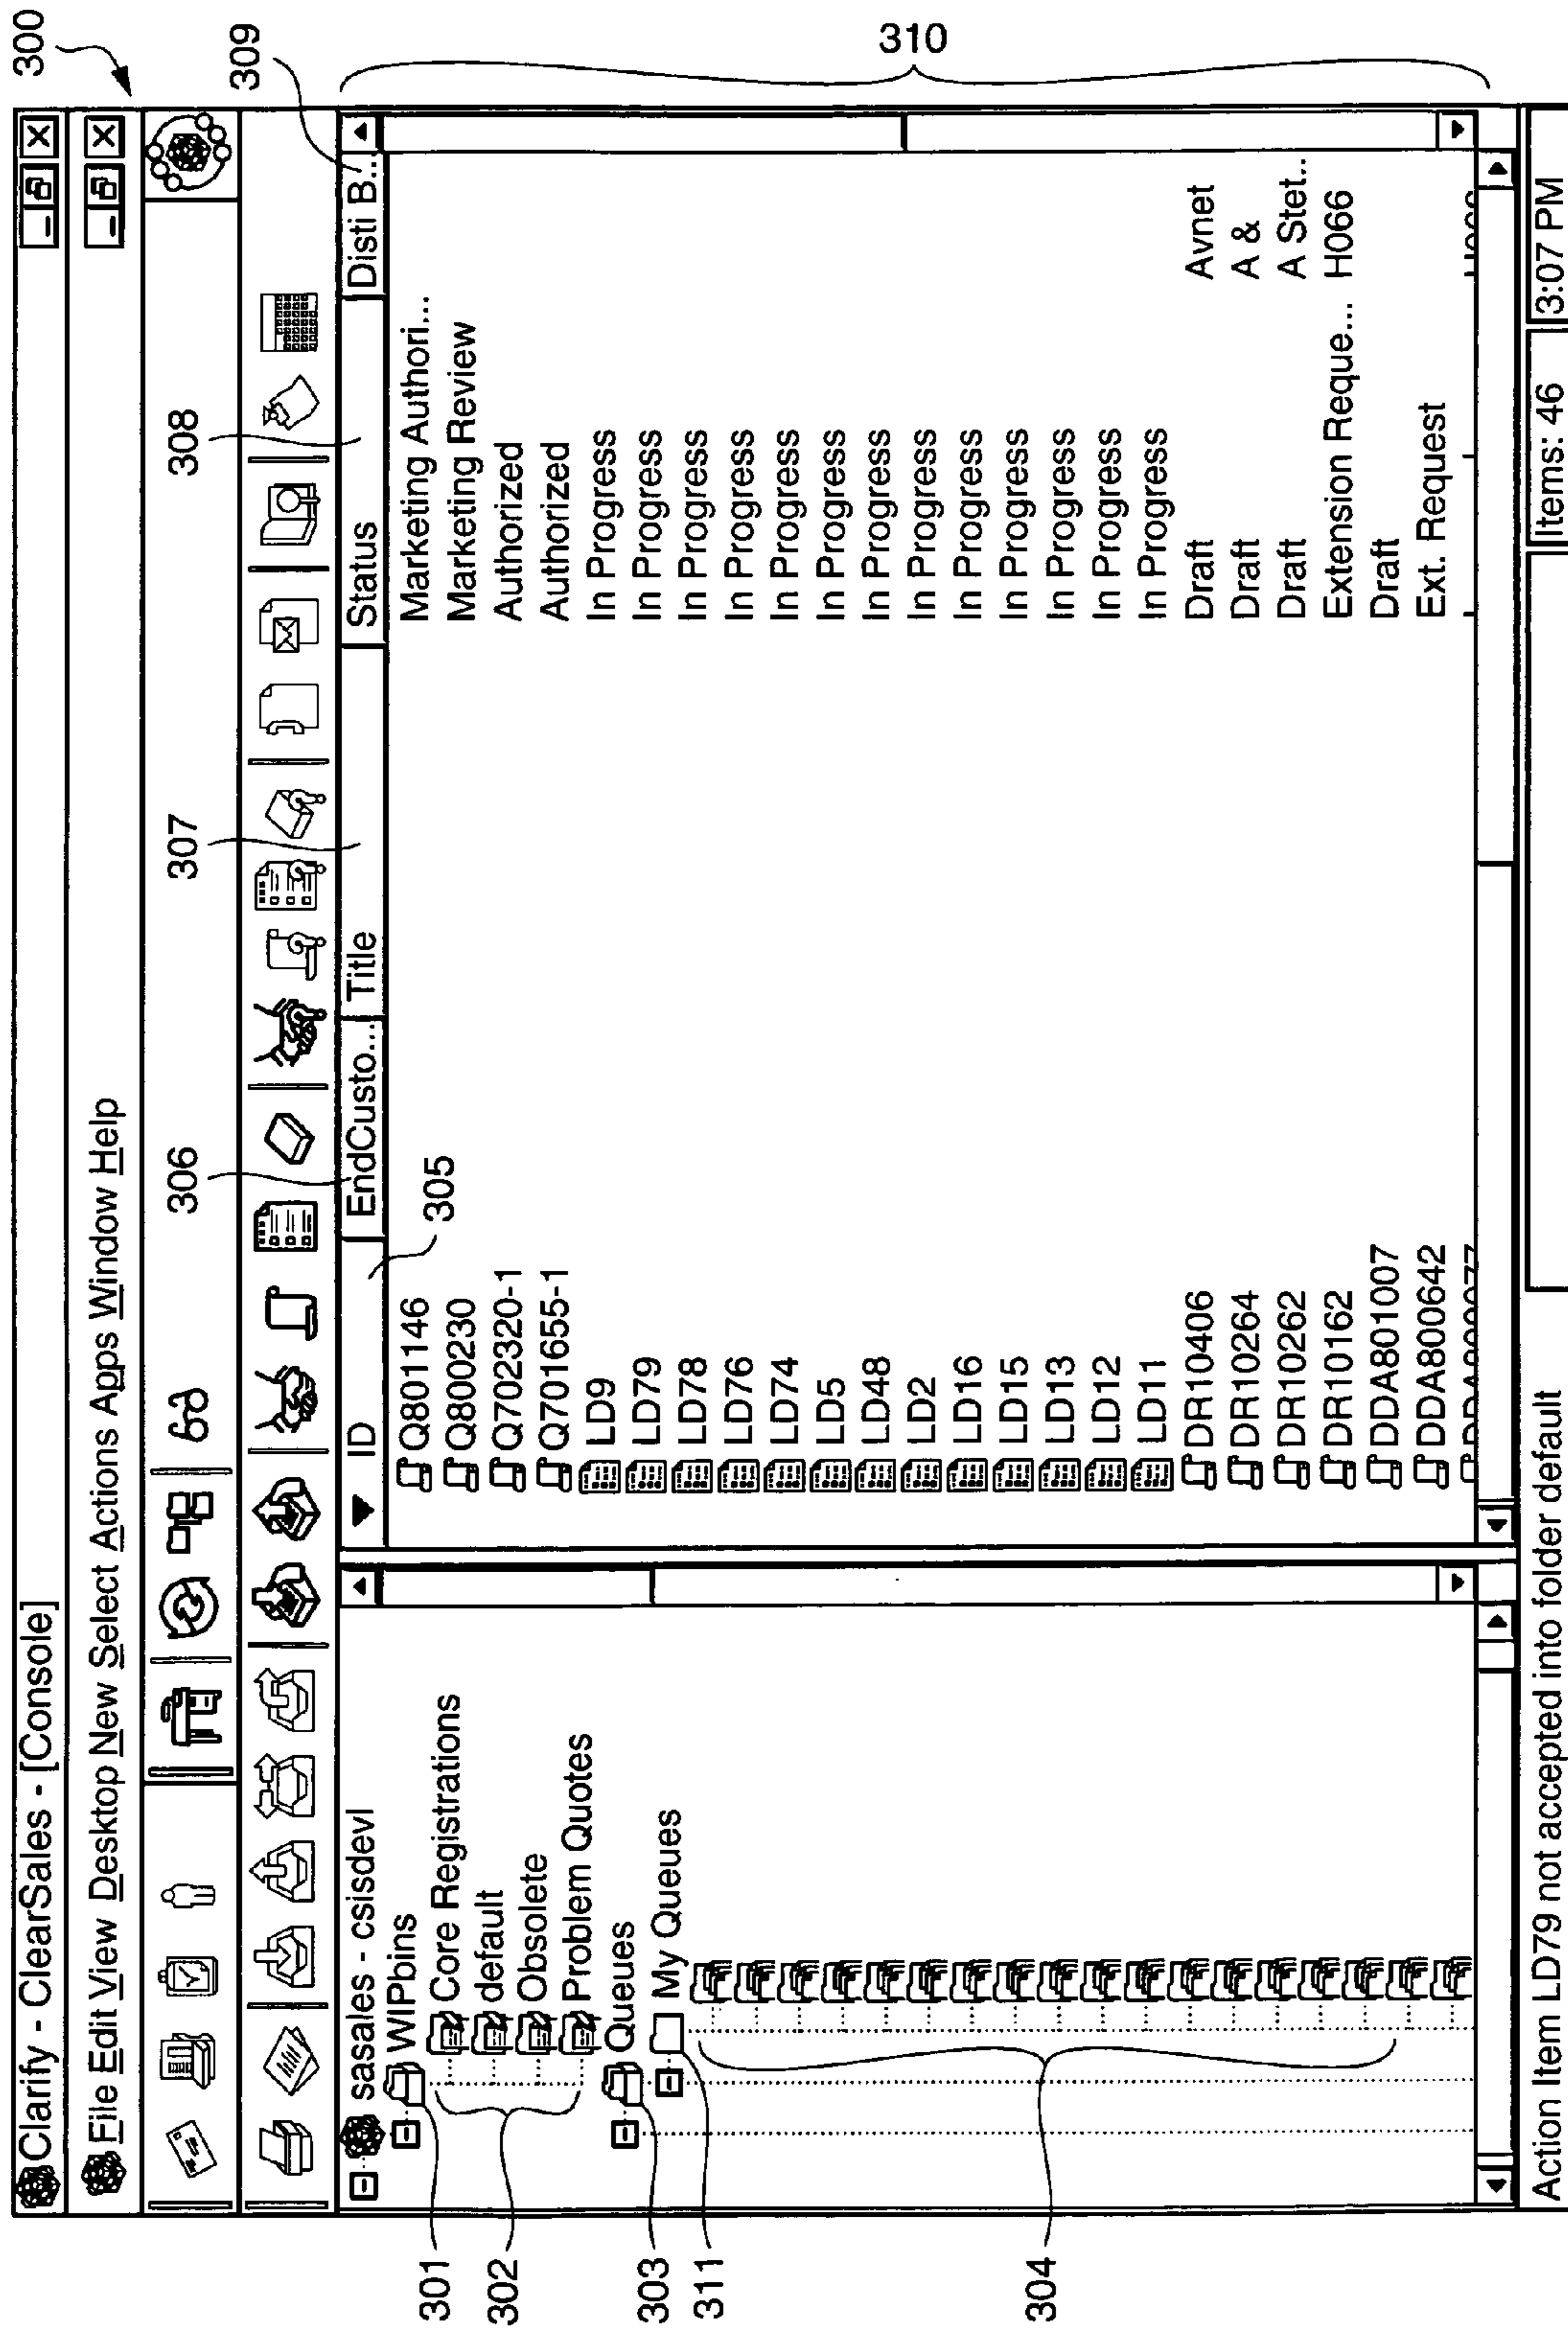 300
Clarify - ClearSales - [Console]
File Edit View Desktop New Select Actions Apps Window Help
306
307
308
309
ID
EndCusto...
Title
Status
Disti B...
305
310
sasales - csisdevl
301
WIPbins
302
Core Registrations
default
Obsolete
Problem Quotes
303
Queues
311
My Queues
304
Q801146 Marketing Authori...
Q800230 Marketing Review
Q702320-1 Authorized
Q701655-1 Authorized
LD9 In Progress
LD79 In Progress
LD78 In Progress
LD76 In Progress
LD74 In Progress
LD5 In Progress
LD48 In Progress
LD2 In Progress
LD16 In Progress
LD15 In Progress
LD13 In Progress
LD12 In Progress
LD11 In Progress
DR10406 Draft Avnet
DR10264 Draft A &
DR10262 Draft A Stet..
DR10162 Extension Reque... H066
DDA801007 Draft
DDA800642 Ext. Request
Action Item LD79 not accepted into folder default
Items: 46
3:07 PM